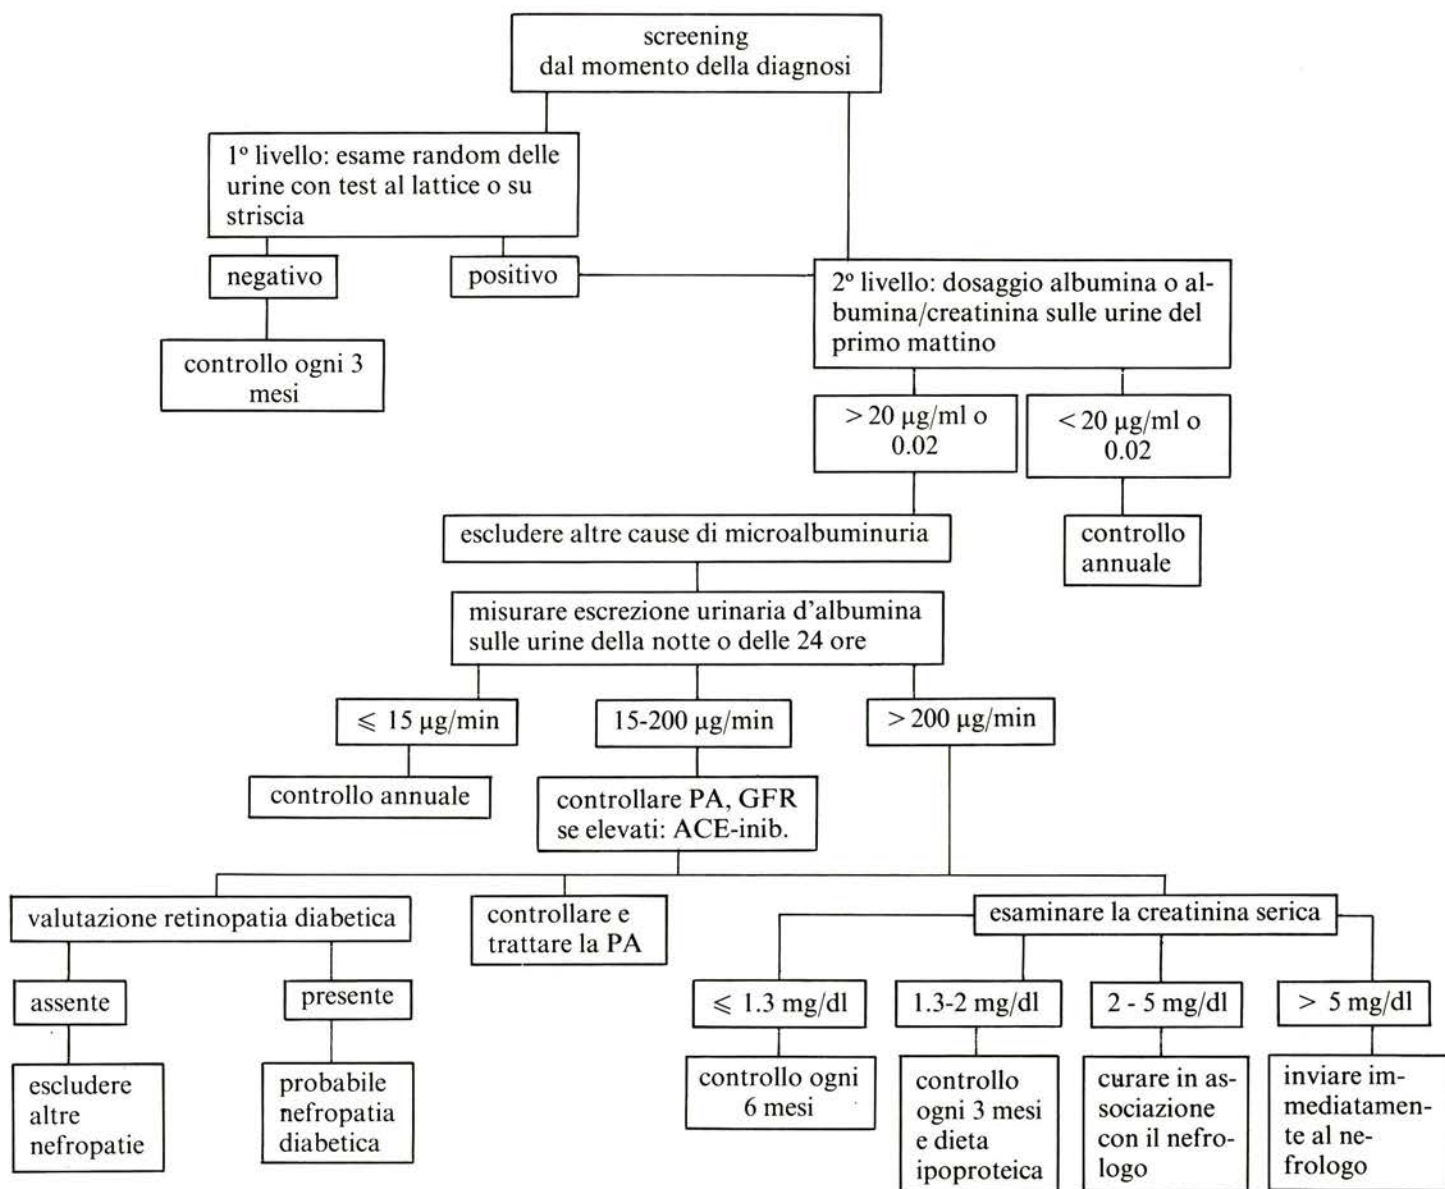 screening
dal momento della diagnosi
1º livello: esame random delle
urine con test al lattice o su
striscia
negativo
positivo
controllo ogni 3
mesi
2º livello: dosaggio albumina o al-
bumina/creatinina sulle urine del
primo mattino
> 20 µg/ml o
0.02
< 20 µg/ml o
0.02
controllo
annuale
escludere altre cause di microalbuminuria
misurare escrezione urinaria d'albumina
sulle urine della notte o delle 24 ore
⩽ 15 µg/min
15-200 µg/min
> 200 µg/min
controllo annuale
controllare PA, GFR
se elevati: ACE-inib.
valutazione retinopatia diabetica
controllare e
trattare la PA
esaminare la creatinina serica
assente
presente
escludere
altre
nefropatie
probabile
nefropatia
diabetica
⩽ 1.3 mg/dl
1.3-2 mg/dl
2 - 5 mg/dl
> 5 mg/dl
controllo ogni
6 mesi
controllo
ogni 3 mesi
e dieta
ipoproteica
curare in as-
sociazione
con il nefro-
logo
inviare im-
mediatamen-
te al ne-
frologo